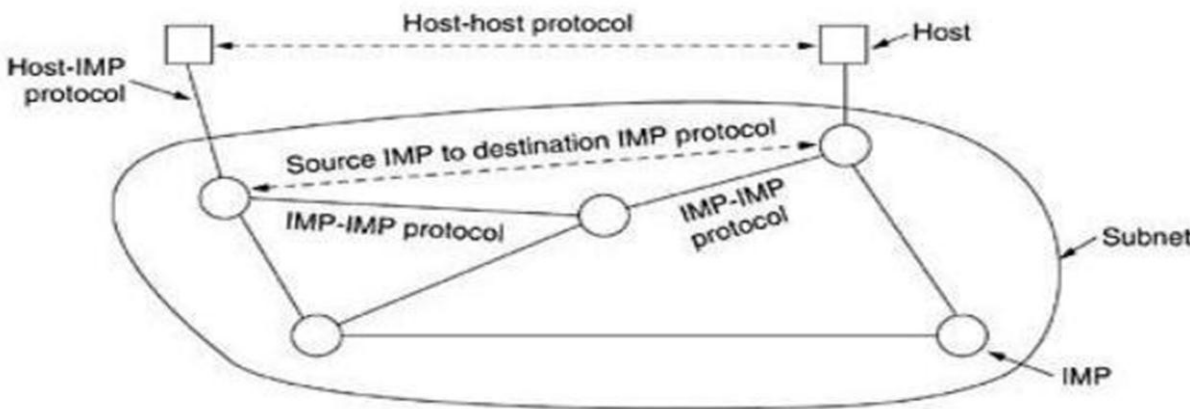 Host-host protocol
Host
Host-IMP
protocol
Source IMP to destination IMP protocol
IMP-IMP protocol
IMP-IMP
protocol
Subnet
IMP